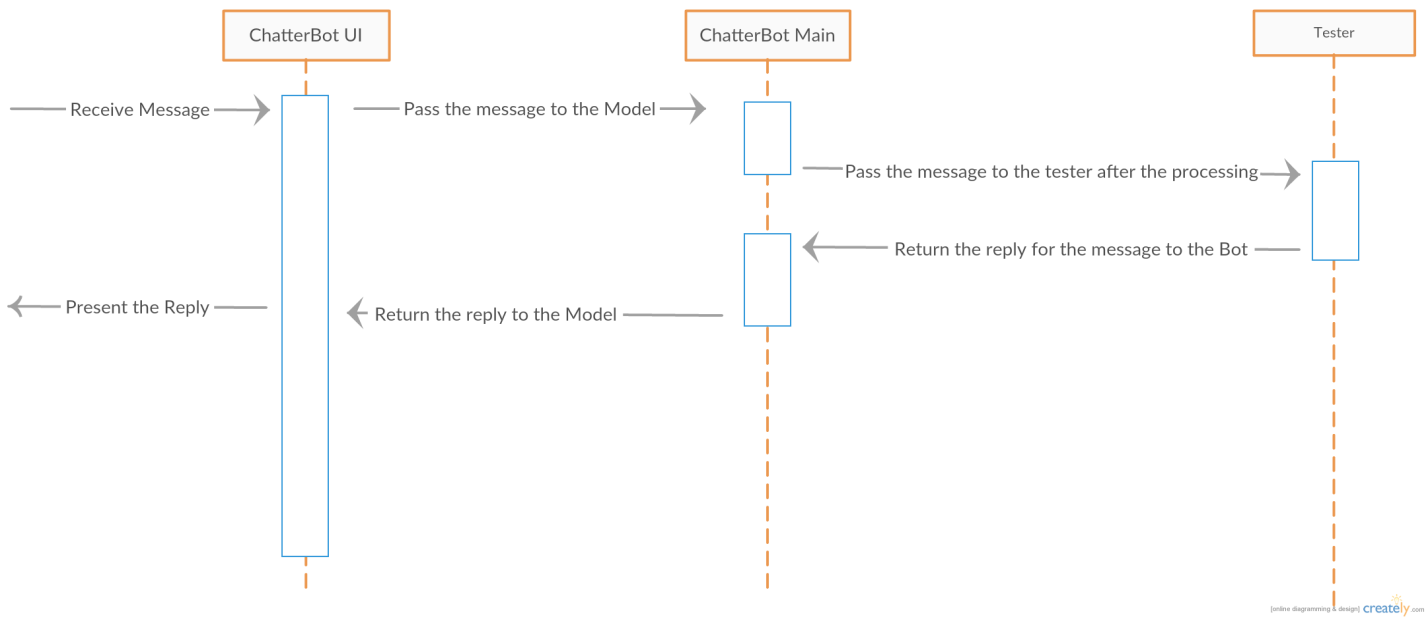 ChatterBot UI
ChatterBot Main
Tester
Receive Message
Pass the message to the Model
Pass the message to the tester after the processing
Return the reply for the message to the Bot
Present the Reply
Return the reply to the Model
[online diagramming & design] creately.com